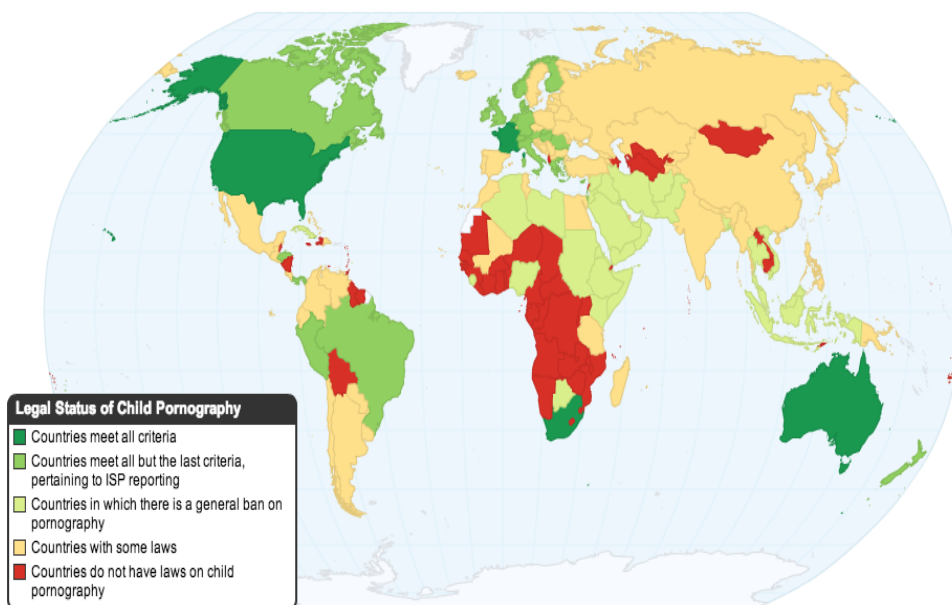 Legal Status of Child Pornography
Countries meet all criteria
Countries meet all but the last criteria,
pertaining to ISP reporting
Countries in which there is a general ban on
pornography
Countries with some laws
Countries do not have laws on child
pornography